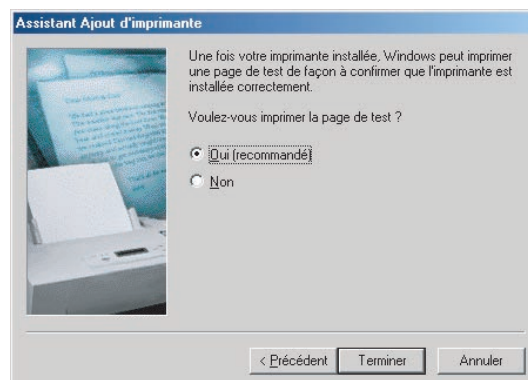 Assistant Ajout d'imprimante
Une fois votre imprimante installée, Windows peut imprimer
une page de test de façon à confirmer que l'imprimante est
installée correctement.
Voulez-vous imprimer la page de test ?
Oui (recommandé)
Non
< Précédent
Terminer
Annuler